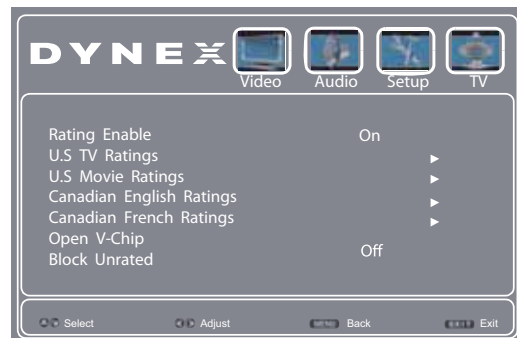 DYNEX
Video Audio Setup TV
Rating Enable On
U.S TV Ratings
U.S Movie Ratings
Canadian English Ratings
Canadian French Ratings
Open V-Chip
Block Unrated Off
Select Adjust MENU Back EXIT Exit